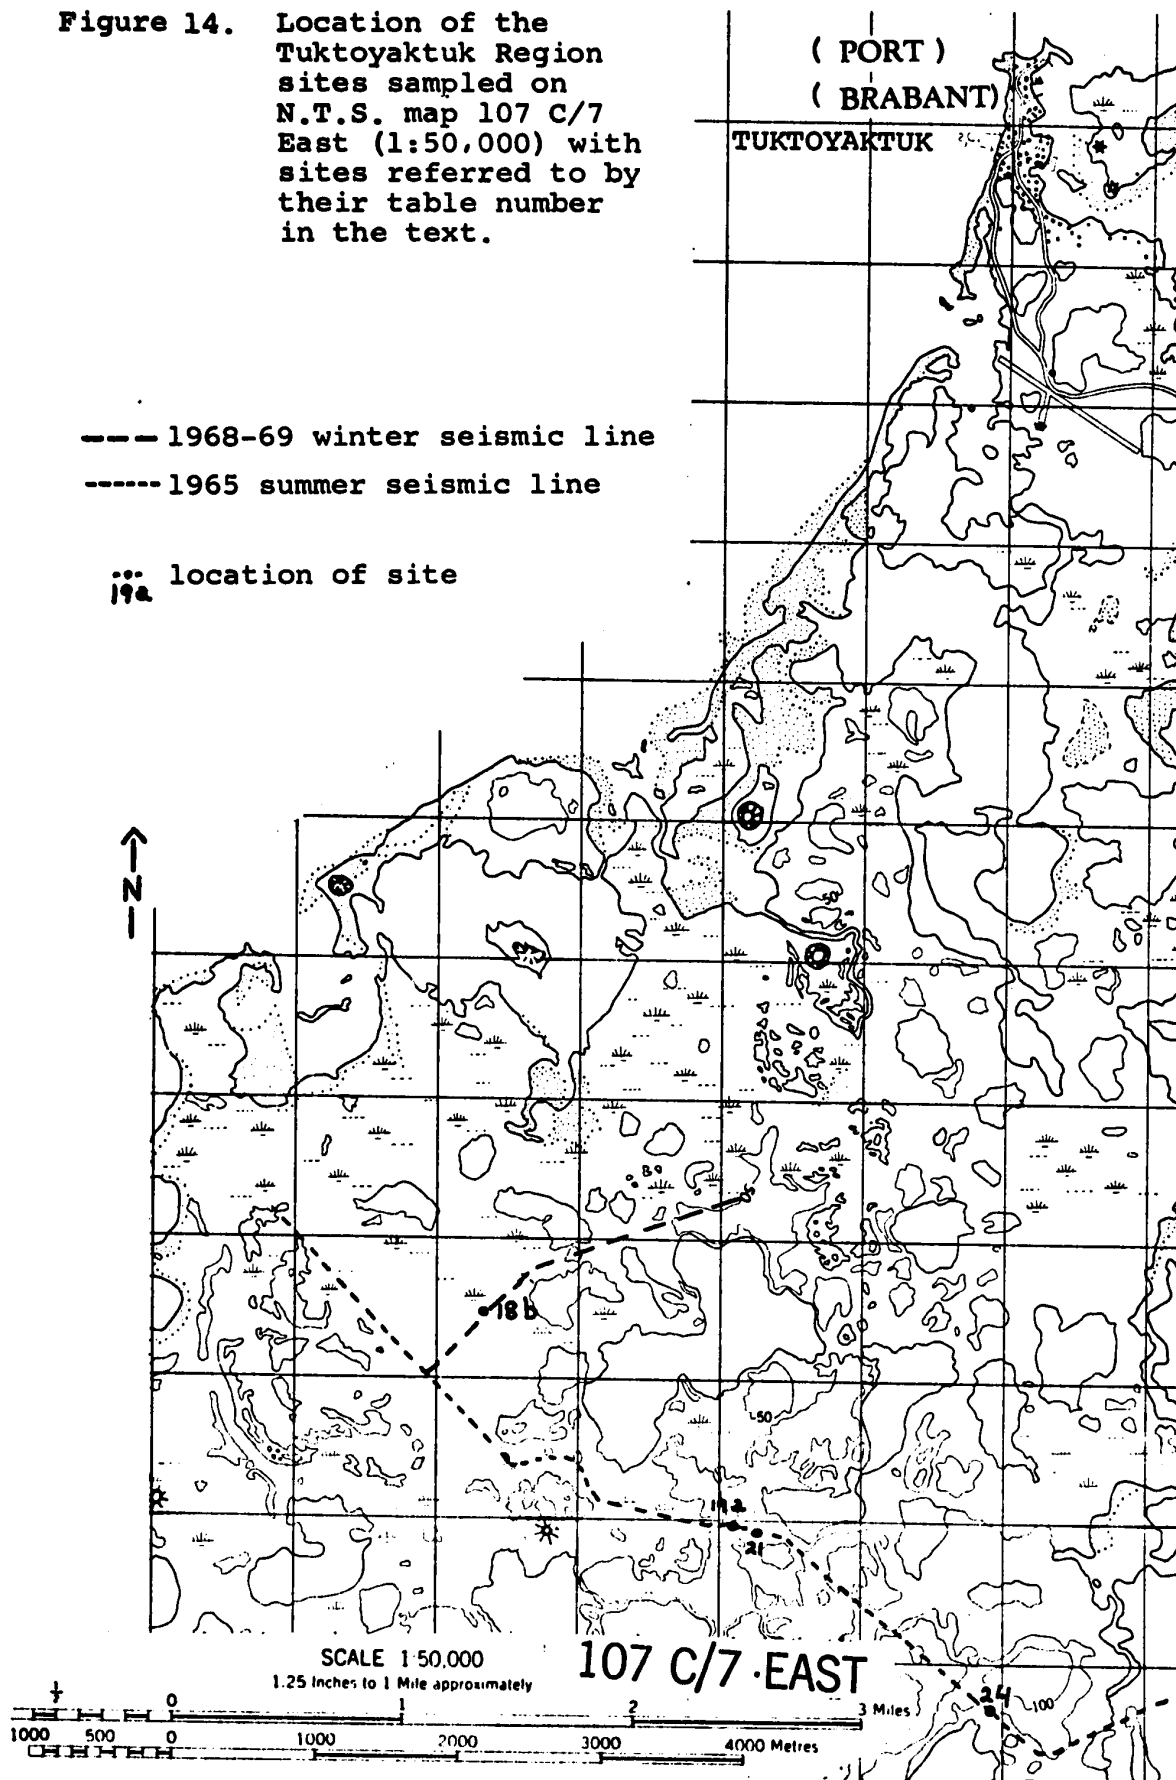 Figure 14. Location of the
Tuktoyaktuk Region
sites sampled on
N.T.S. map 107 C/7
East (1:50,000) with
sites referred to by
their table number
in the text.
( PORT )
( BRABANT)
TUKTOYAKTUK
1968-69 winter seismic line
1965 summer seismic line
19a location of site
N
50
18b
50
19a
21
24
100
SCALE 1:50,000
1.25 Inches to 1 Mile approximately
107 C/7 EAST
1/2 0 1 2 3 Miles
1000 500 0 1000 2000 3000 4000 Metres